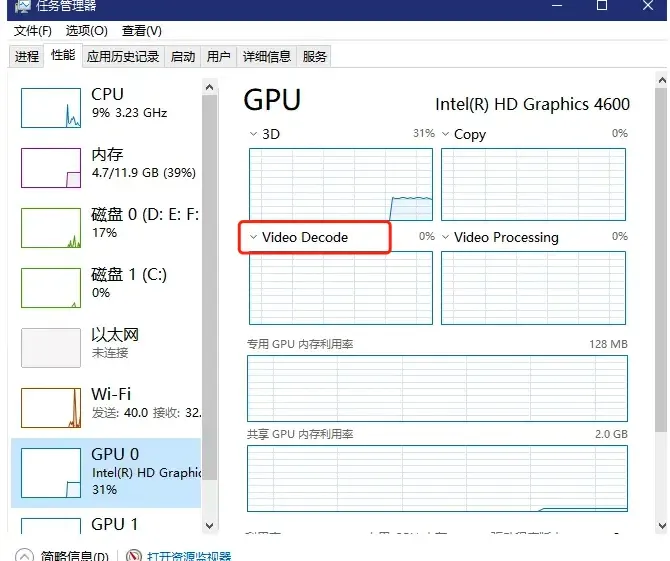 任务管理器
文件(F) 选项(O) 查看(V)
进程 性能 应用历史记录 启动 用户 详细信息 服务
CPU
9% 3.23 GHz
内存
4.7/11.9 GB (39%)
磁盘 0 (D: E: F:
17%
磁盘 1 (C:)
0%
以太网
未连接
Wi-Fi
发送: 40.0 接收: 32.
GPU 0
Intel(R) HD Graphic
31%
GPU 1
GPU
Intel(R) HD Graphics 4600
3D 31%
Copy 0%
Video Decode 0%
Video Processing 0%
专用 GPU 内存利用率 128 MB
共享 GPU 内存利用率 2.0 GB
简略信息(D) 打开资源监视器